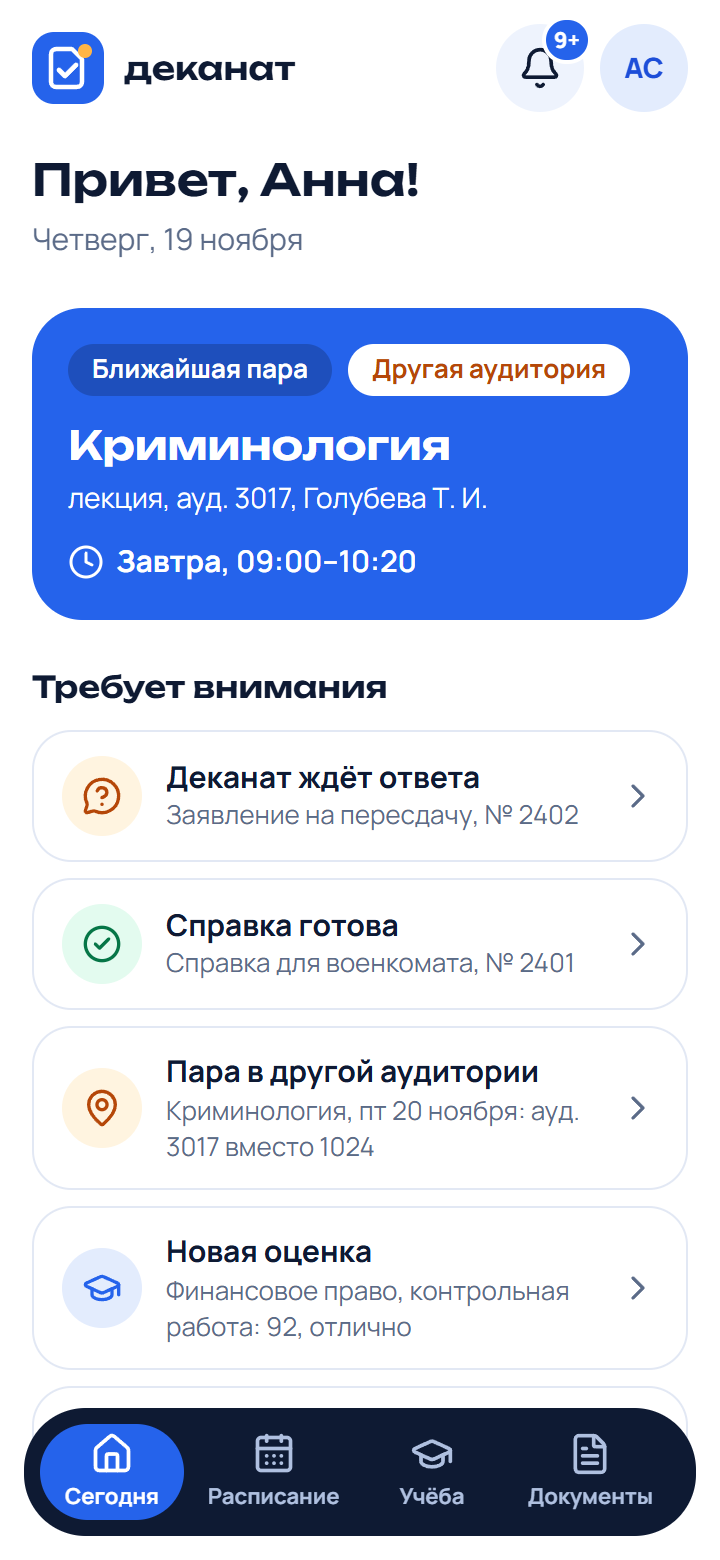 деканат
9+
АС
Привет, Анна!
Четверг, 19 ноября
Ближайшая пара
Другая аудитория
Криминология
лекция, ауд. 3017, Голубева Т. И.
Завтра, 09:00–10:20
Требует внимания
Деканат ждёт ответа
Заявление на пересдачу, № 2402
Справка готова
Справка для военкомата, № 2401
Пара в другой аудитории
Криминология, пт 20 ноября: ауд.
3017 вместо 1024
Новая оценка
Финансовое право, контрольная
работа: 92, отлично
Сегодня
Расписание
Учёба
Документы